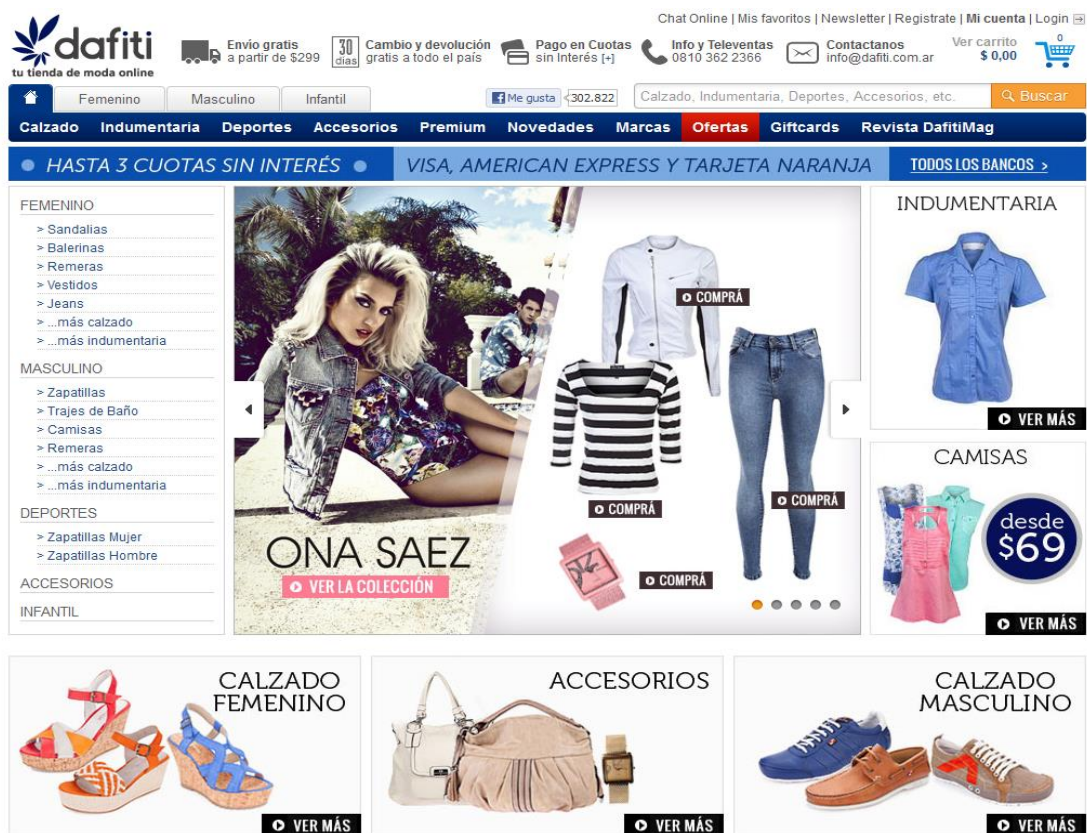 Chat Online | Mis favoritos | Newsletter | Registrate | Mi cuenta | Login
dafiti
tu tienda de moda online
Envío gratis
a partir de $299
30
días
Cambio y devolución
gratis a todo el país
Pago en Cuotas
sin Interés [+]
Info y Televentas
0810 362 2366
Contactanos
info@dafiti.com.ar
Ver carrito
$ 0,00
0
Femenino
Masculino
Infantil
Me gusta
302.822
Calzado, Indumentaria, Deportes, Accesorios, etc.
Buscar
Calzado Indumentaria Deportes Accesorios Premium Novedades Marcas Ofertas Giftcards Revista DafitiMag
HASTA 3 CUOTAS SIN INTERÉS
VISA, AMERICAN EXPRESS Y TARJETA NARANJA
TODOS LOS BANCOS >
FEMENINO
> Sandalias
> Balerinas
> Remeras
> Vestidos
> Jeans
> ...más calzado
> ...más indumentaria
MASCULINO
> Zapatillas
> Trajes de Baño
> Camisas
> Remeras
> ...más calzado
> ...más indumentaria
DEPORTES
> Zapatillas Mujer
> Zapatillas Hombre
ACCESORIOS
INFANTIL
COMPRÁ
COMPRÁ
COMPRÁ
COMPRÁ
ONA SAEZ
VER LA COLECCIÓN
INDUMENTARIA
VER MÁS
CAMISAS
desde
$69
VER MÁS
CALZADO
FEMENINO
VER MÁS
ACCESORIOS
VER MÁS
CALZADO
MASCULINO
VER MÁS